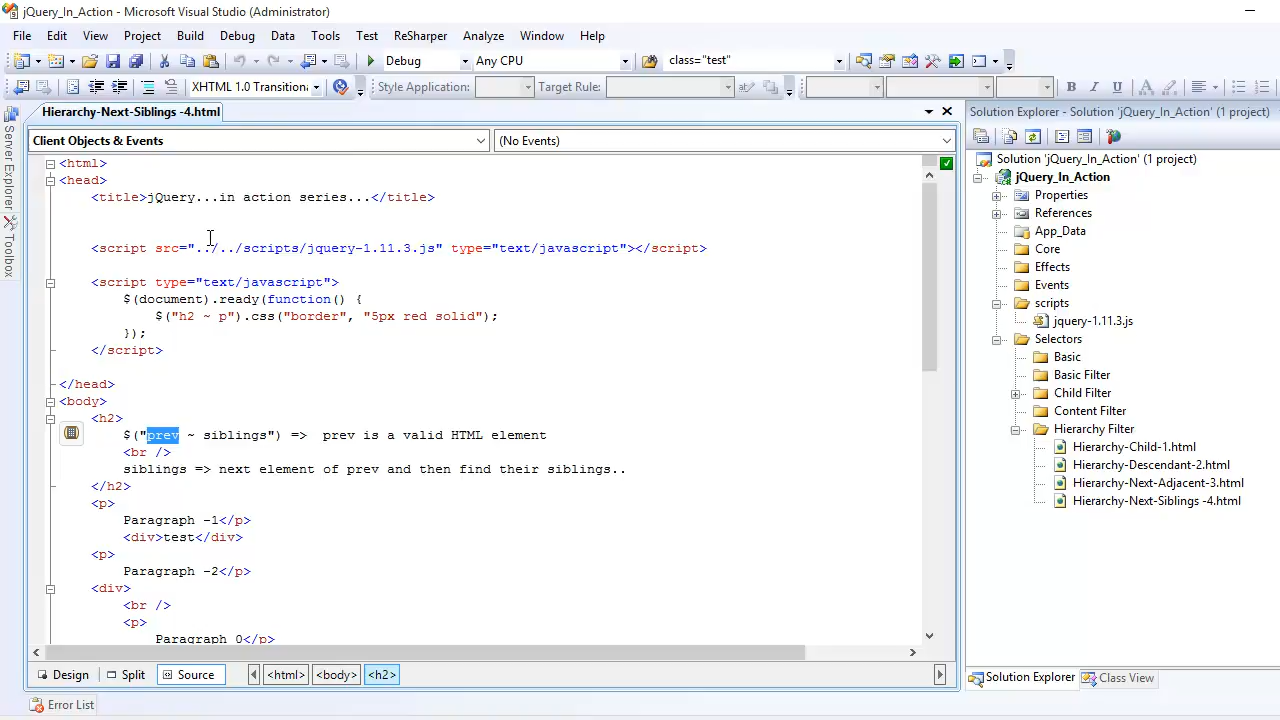 jQuery_In_Action - Microsoft Visual Studio (Administrator)
File Edit View Project Build Debug Data Tools Test ReSharper Analyze Window Help
Debug Any CPU class="test"
XHTML 1.0 Transition Style Application: Target Rule: B I U A
Server Explorer
Toolbox
Hierarchy-Next-Siblings -4.html
Client Objects & Events (No Events)
<html>
<head>
<title>jQuery...in action series...</title>
<script src="../../scripts/jquery-1.11.3.js" type="text/javascript"></script>
<script type="text/javascript">
$(document).ready(function() {
$("h2 ~ p").css("border", "5px red solid");
});
</script>
</head>
<body>
<h2>
$("prev ~ siblings") => prev is a valid HTML element
<br />
siblings => next element of prev and then find their siblings..
</h2>
<p>
Paragraph -1</p>
<div>test</div>
<p>
Paragraph -2</p>
<div>
<br />
<p>
Paragraph 0</p>
Design Split Source <html> <body> <h2>
Error List
Solution Explorer - Solution 'jQuery_In_Action' (1 project)
Solution 'jQuery_In_Action' (1 project)
jQuery_In_Action
Properties
References
App_Data
Core
Effects
Events
scripts
jquery-1.11.3.js
Selectors
Basic
Basic Filter
Child Filter
Content Filter
Hierarchy Filter
Hierarchy-Child-1.html
Hierarchy-Descendant-2.html
Hierarchy-Next-Adjacent-3.html
Hierarchy-Next-Siblings -4.html
Solution Explorer Class View